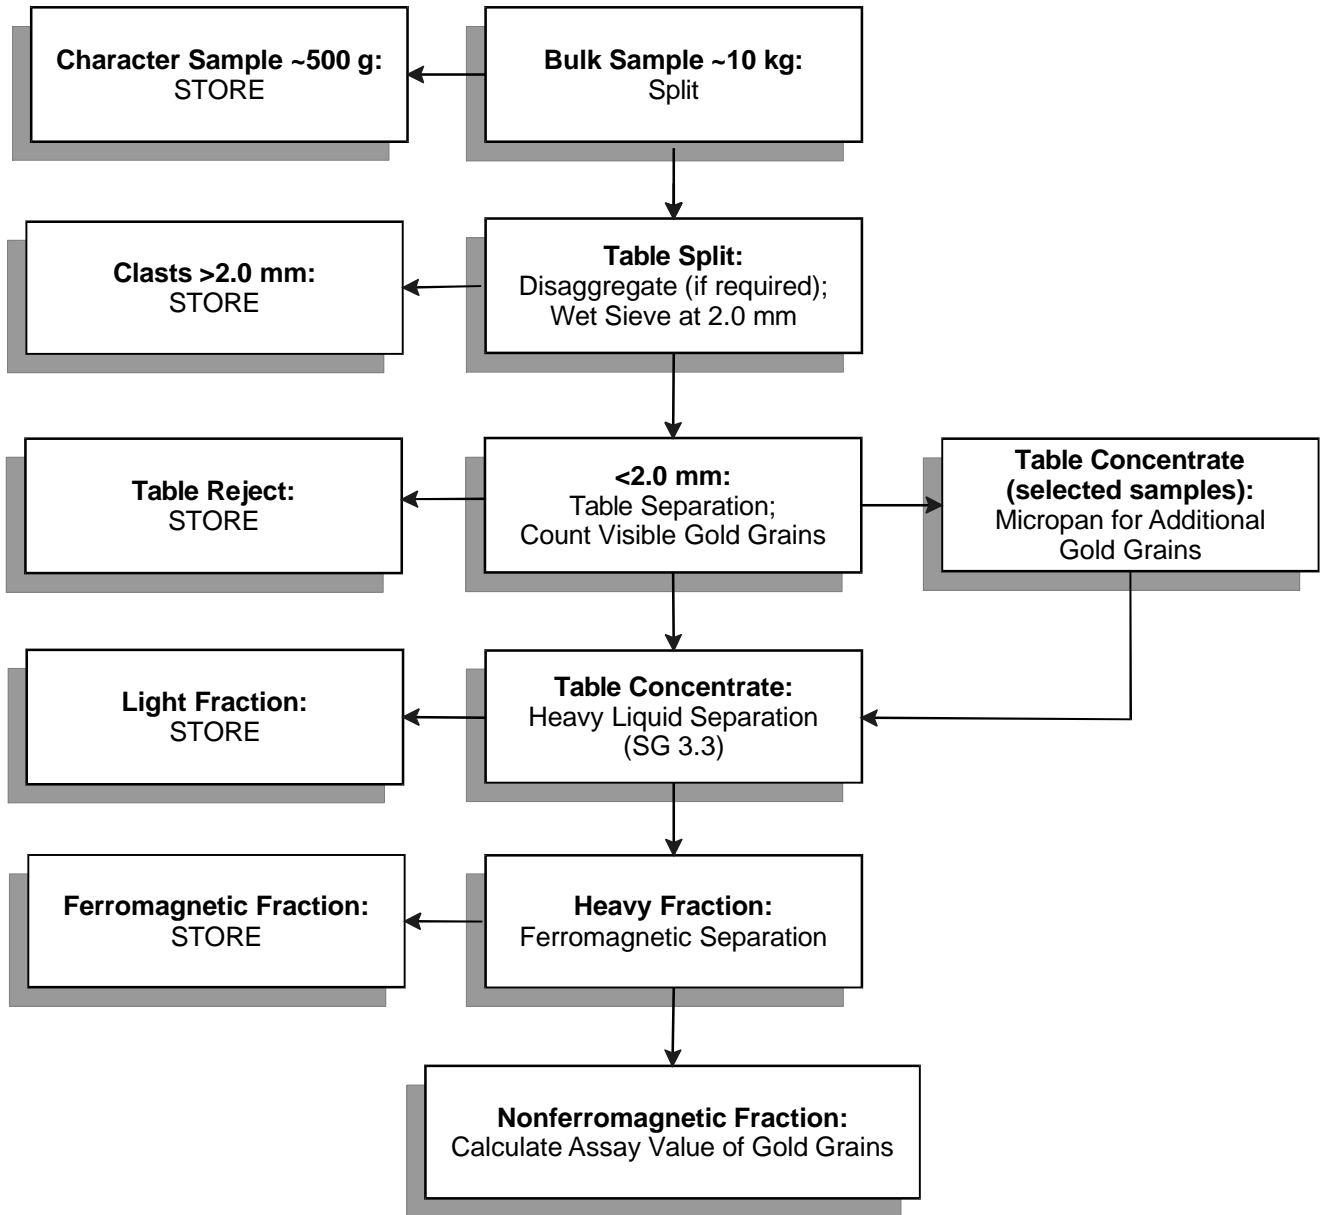 Character Sample ~500 g:
STORE
Bulk Sample ~10 kg:
Split
Clasts >2.0 mm:
STORE
Table Split:
Disaggregate (if required);
Wet Sieve at 2.0 mm
Table Reject:
STORE
<2.0 mm:
Table Separation;
Count Visible Gold Grains
Table Concentrate
(selected samples):
Micropan for Additional
Gold Grains
Light Fraction:
STORE
Table Concentrate:
Heavy Liquid Separation
(SG 3.3)
Ferromagnetic Fraction:
STORE
Heavy Fraction:
Ferromagnetic Separation
Nonferromagnetic Fraction:
Calculate Assay Value of Gold Grains